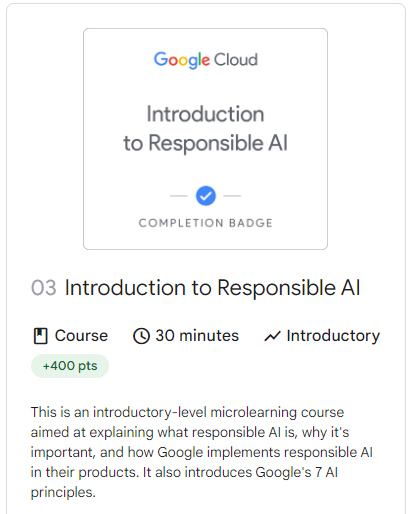 Google Cloud
Introduction
to Responsible AI
COMPLETION BADGE
03 Introduction to Responsible AI
Course 30 minutes Introductory
+400 pts
This is an introductory-level microlearning course
aimed at explaining what responsible AI is, why it's
important, and how Google implements responsible AI
in their products. It also introduces Google's 7 AI
principles.